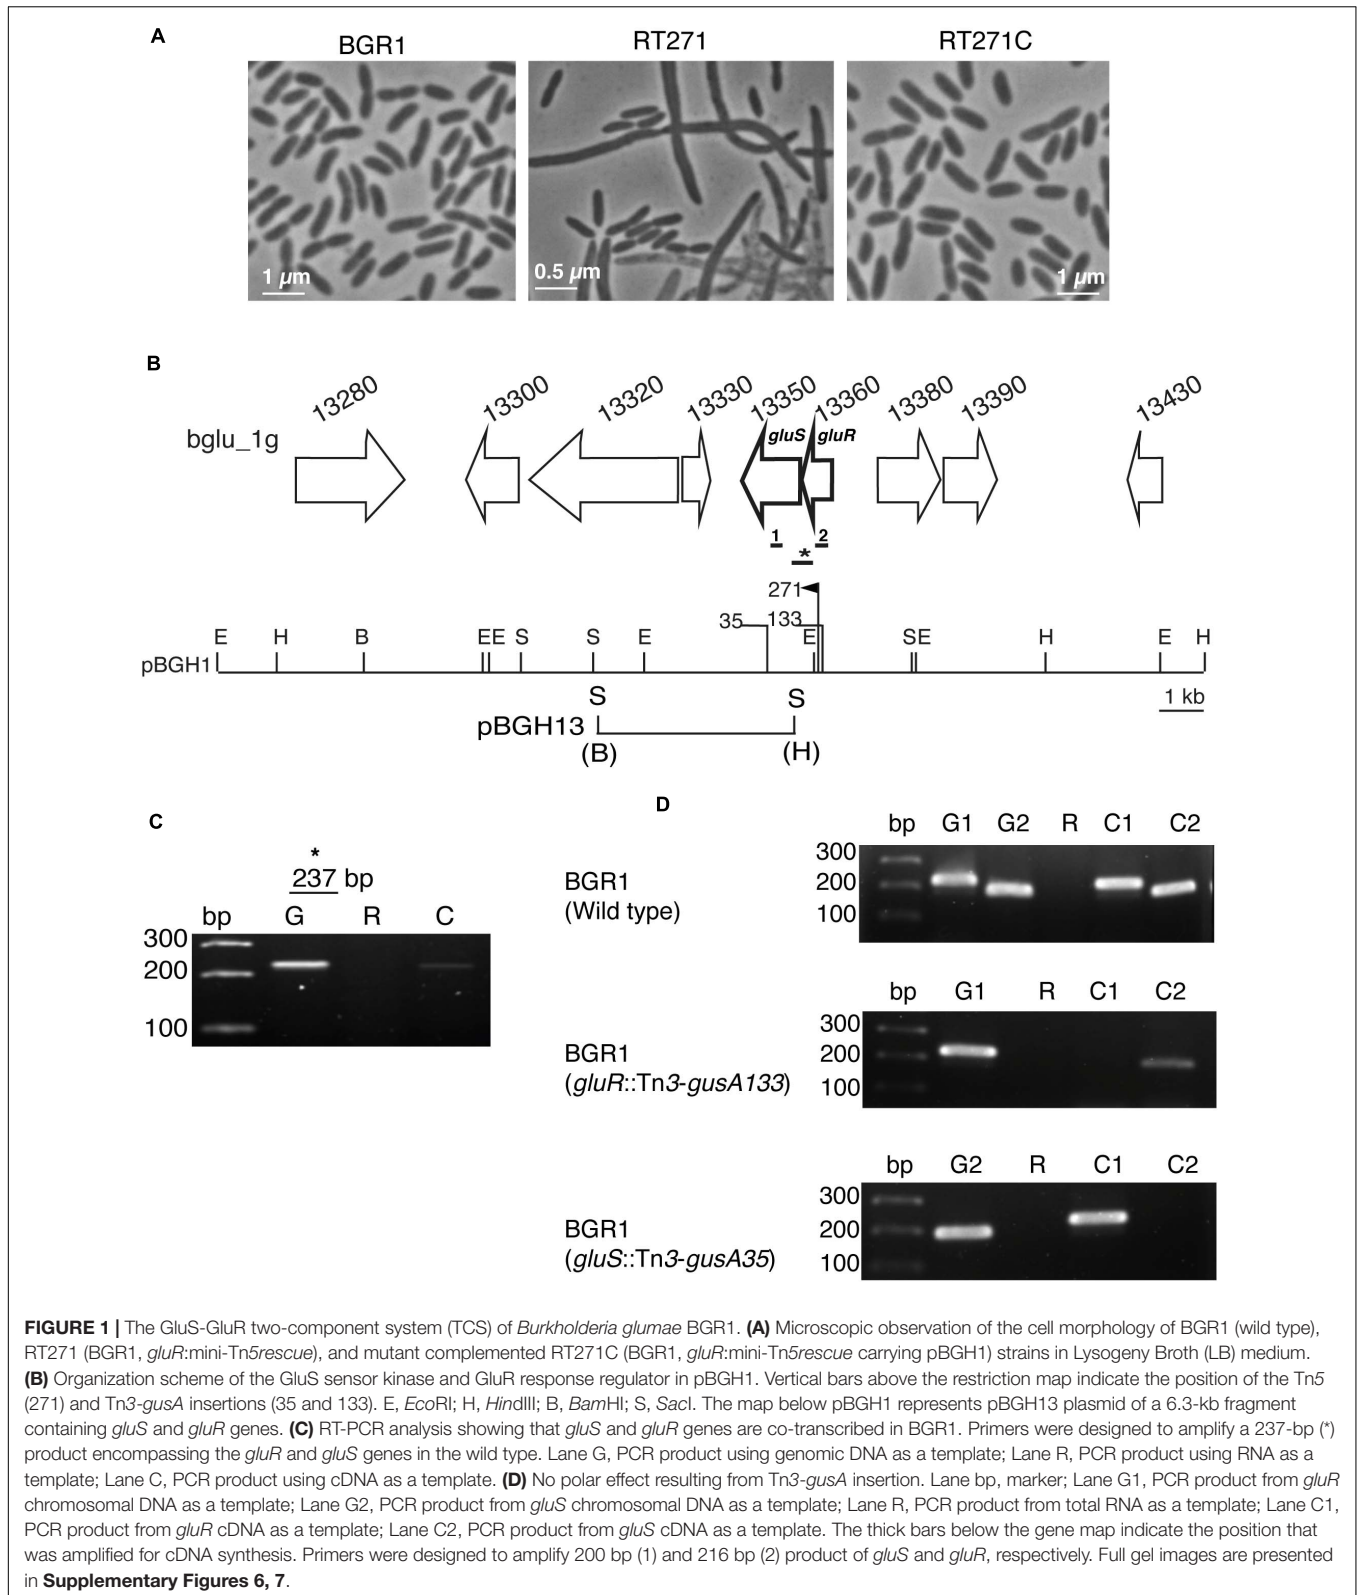 A
BGR1 RT271 RT271C
1 μm 0.5 μm 1 μm
B
13280 13300 13320 13330 13350 13360 13380 13390 13430
bglu_1g gluS gluR
1 2
*
271
35 133
E H B EE S S E E SE H E H
pBGH1
1 kb
S S
pBGH13
(B) (H)
C
*
237 bp
bp G R C
300
200
100
D
bp G1 G2 R C1 C2
BGR1
(Wild type)
300
200
100
bp G1 R C1 C2
BGR1
(gluR::Tn3-gusA133)
300
200
100
bp G2 R C1 C2
BGR1
(gluS::Tn3-gusA35)
300
200
100
FIGURE 1 | The GluS-GluR two-component system (TCS) of Burkholderia glumae BGR1. (A) Microscopic observation of the cell morphology of BGR1 (wild type),
RT271 (BGR1, gluR:mini-Tn5rescue), and mutant complemented RT271C (BGR1, gluR:mini-Tn5rescue carrying pBGH1) strains in Lysogeny Broth (LB) medium.
(B) Organization scheme of the GluS sensor kinase and GluR response regulator in pBGH1. Vertical bars above the restriction map indicate the position of the Tn5
(271) and Tn3-gusA insertions (35 and 133). E, EcoRI; H, HindIII; B, BamHI; S, SacI. The map below pBGH1 represents pBGH13 plasmid of a 6.3-kb fragment
containing gluS and gluR genes. (C) RT-PCR analysis showing that gluS and gluR genes are co-transcribed in BGR1. Primers were designed to amplify a 237-bp (*)
product encompassing the gluR and gluS genes in the wild type. Lane G, PCR product using genomic DNA as a template; Lane R, PCR product using RNA as a
template; Lane C, PCR product using cDNA as a template. (D) No polar effect resulting from Tn3-gusA insertion. Lane bp, marker; Lane G1, PCR product from gluR
chromosomal DNA as a template; Lane G2, PCR product from gluS chromosomal DNA as a template; Lane R, PCR product from total RNA as a template; Lane C1,
PCR product from gluR cDNA as a template; Lane C2, PCR product from gluS cDNA as a template. The thick bars below the gene map indicate the position that
was amplified for cDNA synthesis. Primers were designed to amplify 200 bp (1) and 216 bp (2) product of gluS and gluR, respectively. Full gel images are presented
in Supplementary Figures 6, 7.